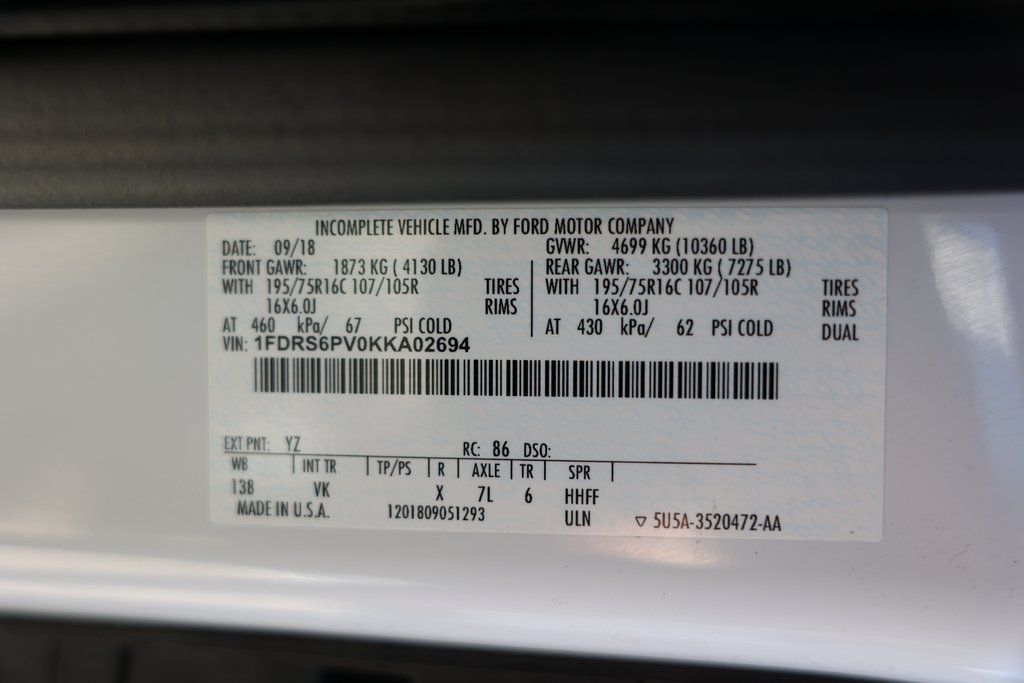 INCOMPLETE VEHICLE MFD. BY FORD MOTOR COMPANY
DATE: 09/18 GVWR: 4699 KG (10360 LB)
FRONT GAWR: 1873 KG ( 4130 LB) REAR GAWR: 3300 KG ( 7275 LB)
WITH 195/75R16C 107/105R TIRES WITH 195/75R16C 107/105R TIRES
16X6.0J RIMS 16X6.0J RIMS
AT 460 kPa/ 67 PSI COLD AT 430 kPa/ 62 PSI COLD DUAL
VIN: 1FDRS6PV0KKA02694
EXT PNT: YZ RC: 86 DSO:
WB INT TR TP/PS R AXLE TR SPR
138 VK X 7L 6 HHFF
MADE IN U.S.A. 1201809051293 ULN ▽ 5U5A-3520472-AA